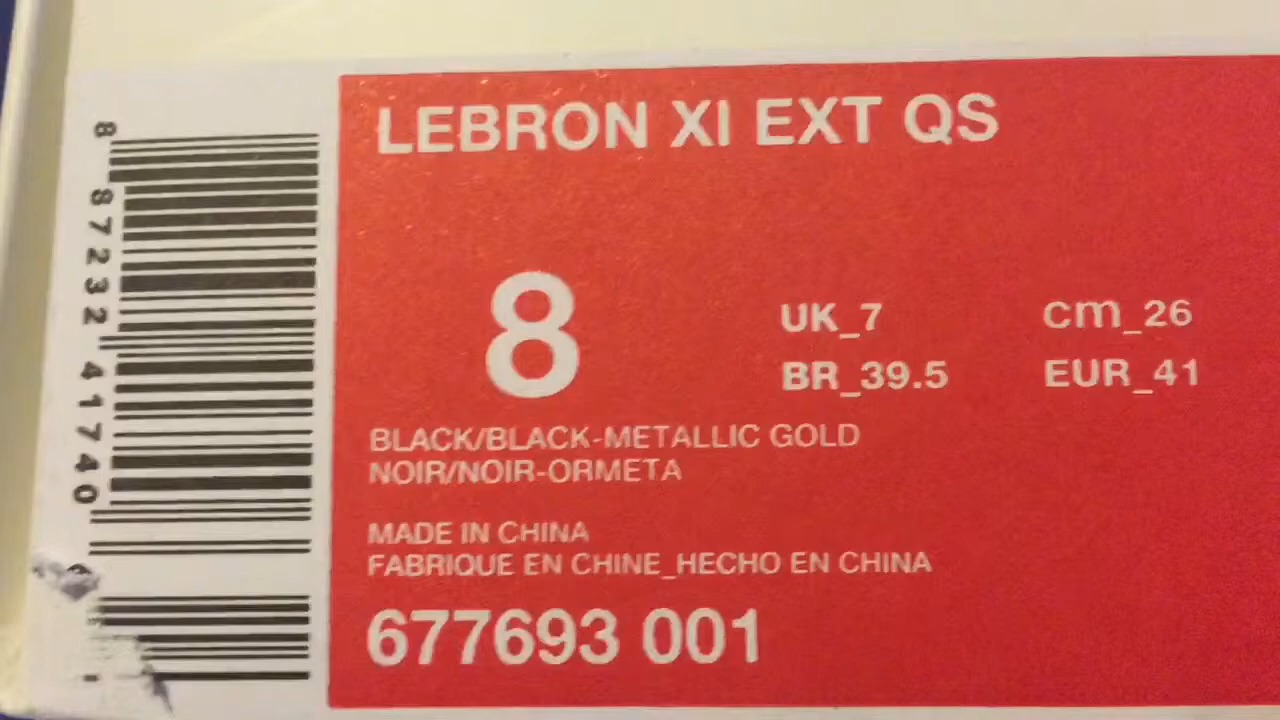 LEBRON XI EXT QS
8
UK_7
cm_26
BR_39.5
EUR_41
BLACK/BLACK-METALLIC GOLD
NOIR/NOIR-ORMETA
MADE IN CHINA
FABRIQUE EN CHINE_HECHO EN CHINA
677693 001
8 87232 41740